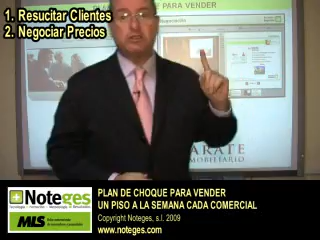 1. Resucitar Clientes
2. Negociar Precios
PARA VENDER
Noteges
MLS
PLAN DE CHOQUE PARA VENDER
UN PISO A LA SEMANA CADA COMERCIAL
Copyright Noteges, s.l. 2009
www.noteges.com